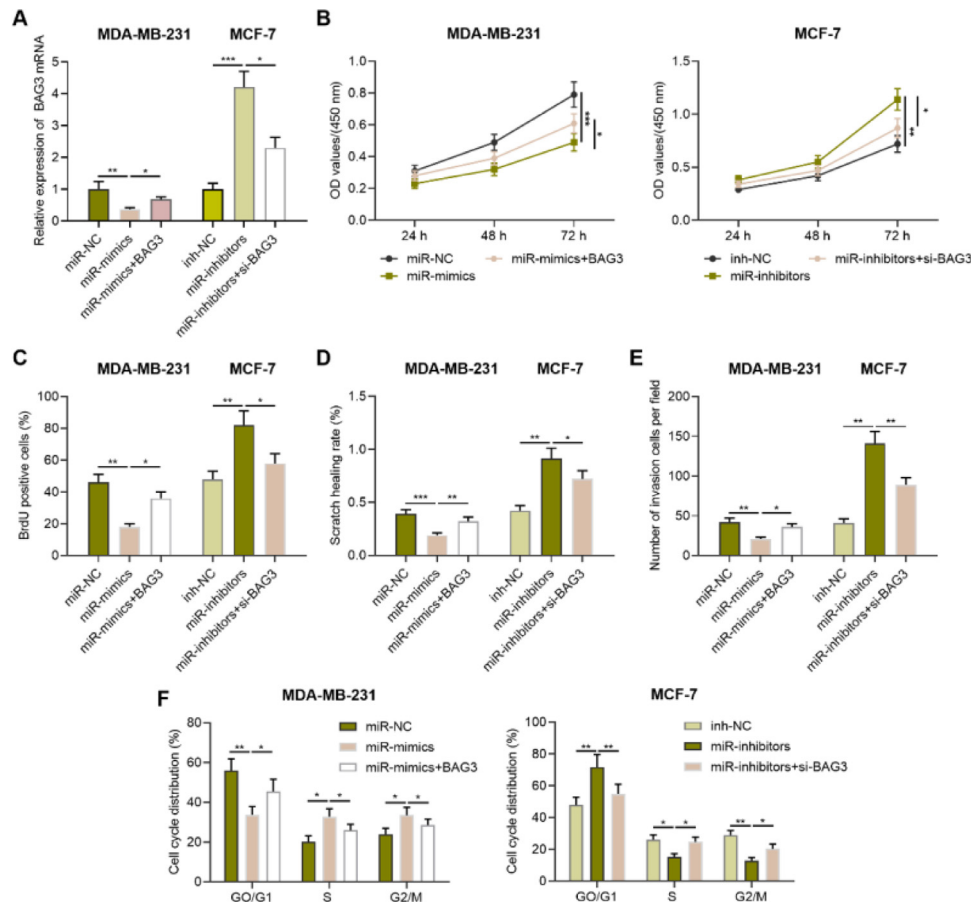 A
MDA-MB-231 MCF-7
Relative expression of BAG3 mRNA
5
4
3
2
1
0
** * *** *
miR-NC
miR-mimics
miR-mimics+BAG3
inh-NC
miR-inhibitors
miR-inhibitors+si-BAG3
B
MDA-MB-231
OD values/(450 nm)
1.0
0.8
0.6
0.4
0.2
0.0
***
*
24 h 48 h 72 h
miR-NC miR-mimics+BAG3
miR-mimics
MCF-7
OD values/(450 nm)
1.5
1.0
0.5
0.0
**
*
24 h 48 h 72 h
inh-NC miR-inhibitors+si-BAG3
miR-inhibitors
C
MDA-MB-231 MCF-7
BrdU positive cells (%)
100
80
60
40
20
0
** * ** *
miR-NC
miR-mimics
miR-mimics+BAG3
inh-NC
miR-inhibitors
miR-inhibitors+si-BAG3
D
MDA-MB-231 MCF-7
Scratch healing rate (%)
1.5
1.0
0.5
0.0
*** ** ** *
miR-NC
miR-mimics
miR-mimics+BAG3
inh-NC
miR-inhibitors
miR-inhibitors+si-BAG3
E
MDA-MB-231 MCF-7
Number of invasion cells per field
200
150
100
50
0
** * ** **
miR-NC
miR-mimics
miR-mimics+BAG3
inh-NC
miR-inhibitors
miR-inhibitors+si-BAG3
F
MDA-MB-231
Cell cycle distribution (%)
80
60
40
20
0
miR-NC
miR-mimics
miR-mimics+BAG3
** * * * * *
GO/G1 S G2/M
MCF-7
Cell cycle distribution (%)
100
80
60
40
20
0
inh-NC
miR-inhibitors
miR-inhibitors+si-BAG3
** ** * * ** *
GO/G1 S G2/M